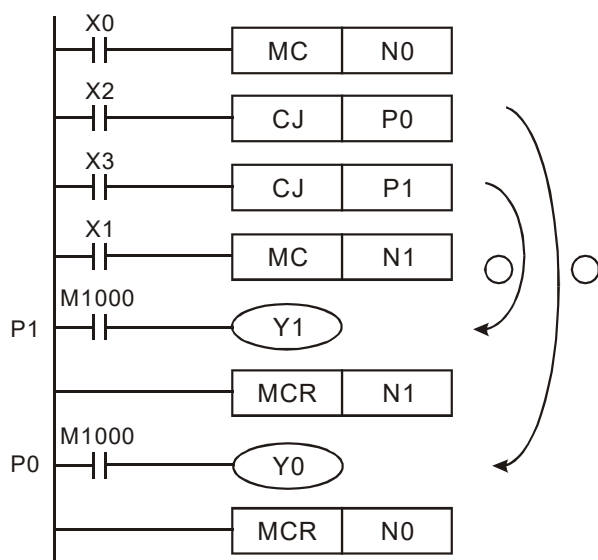 X0
MC N0
X2
CJ P0
X3
CJ P1
X1
MC N1
M1000
P1 Y1
MCR N1
M1000
P0 Y0
MCR N0